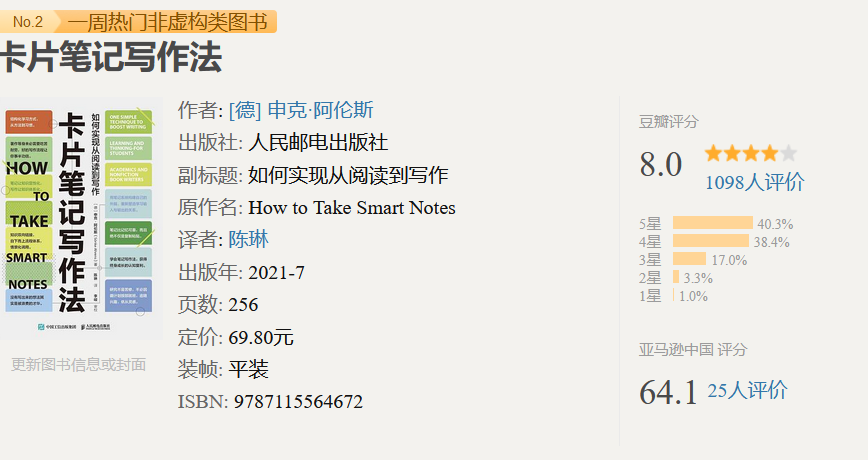 No.2 一周热门非虚构类图书
卡片笔记写作法
卡片笔记写作法
如何实现从阅读到写作
HOW
TO
TAKE
SMART
NOTES
ONE SIMPLE
TECHNIQUE TO
BOOST WRITING
LEARNING AND
THINKING FOR
STUDENTS
ACADEMICS AND
NONFICTION
BOOK WRITERS
人民邮电出版社
更新图书信息或封面
作者: [德] 申克·阿伦斯
出版社: 人民邮电出版社
副标题: 如何实现从阅读到写作
原作名: How to Take Smart Notes
译者: 陈琳
出版年: 2021-7
页数: 256
定价: 69.80元
装帧: 平装
ISBN: 9787115564672
豆瓣评分
8.0
1098人评价
5星 40.3%
4星 38.4%
3星 17.0%
2星 3.3%
1星 1.0%
亚马逊中国 评分
64.1 25人评价